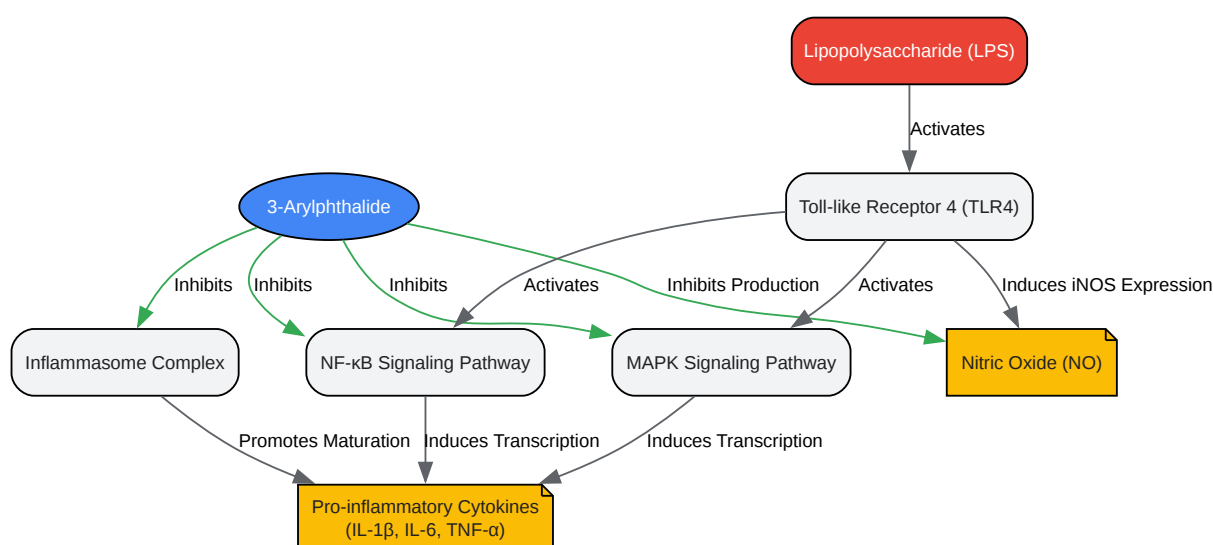 Lipopolysaccharide (LPS)
Activates
3-Arylphthalide
Toll-like Receptor 4 (TLR4)
Inhibits
Inhibits
Inhibits
Activates
Inhibits Production
Activates
Induces iNOS Expression
Inflammasome Complex
NF-κB Signaling Pathway
MAPK Signaling Pathway
Nitric Oxide (NO)
Promotes Maturation
Induces Transcription
Induces Transcription
Pro-inflammatory Cytokines
(IL-1β, IL-6, TNF-α)